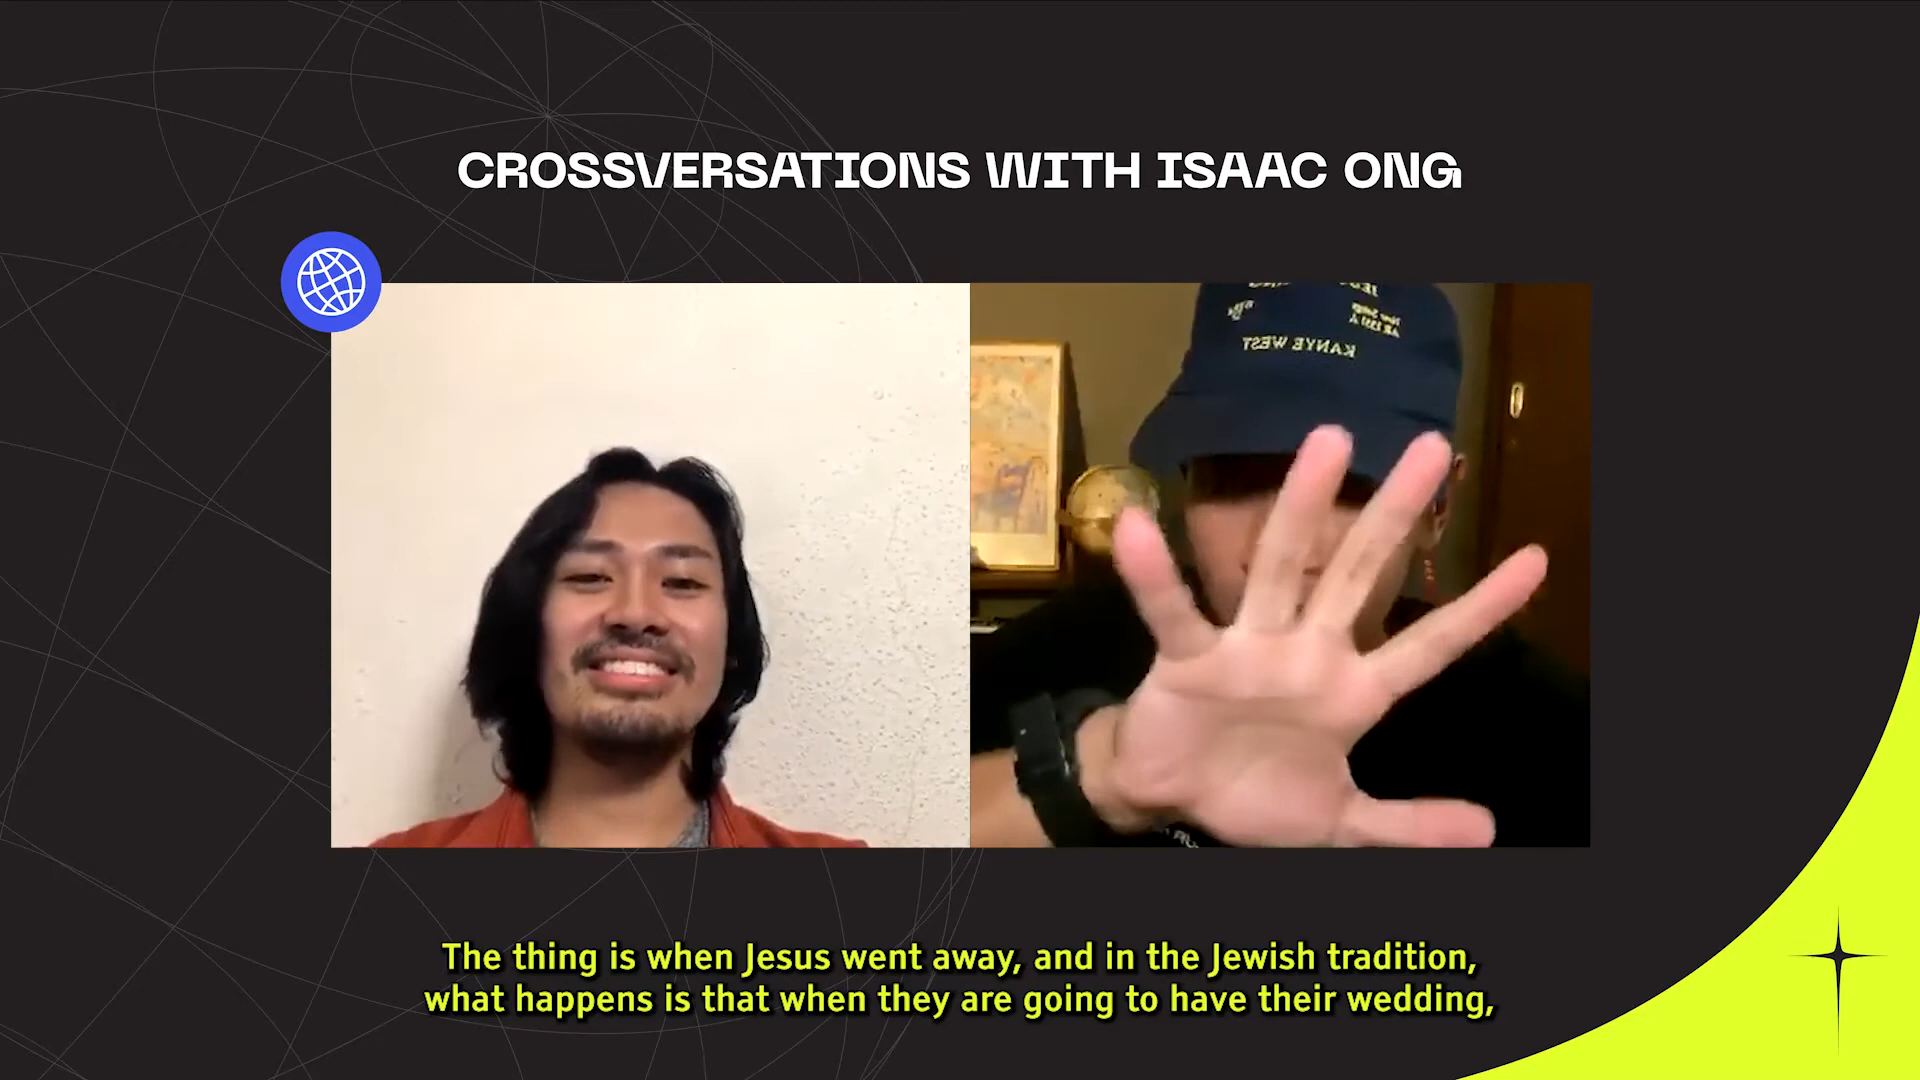 CROSSVERSATIONS WITH ISAAC ONG
KANYE WEST
The thing is when Jesus went away, and in the Jewish tradition,
what happens is that when they are going to have their wedding,